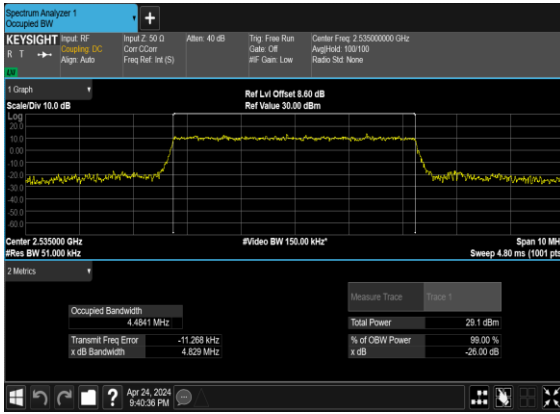 Spectrum Analyzer 1
Occupied BW
+
KEYSIGHT Input: RF Input Z: 50 Ω Atten: 40 dB Trig: Free Run Center Freq: 2.535000000 GHz
R T Coupling: DC Corr CCorr Gate: Off Avg|Hold: 100/100
Align: Auto Freq Ref: Int (S) #IF Gain: Low Radio Std: None
1 Graph Ref Lvl Offset 8.60 dB
Scale/Div 10.0 dB Ref Value 30.00 dBm
Log
20.0
10.0
0.00
-10.0
-20.0
-30.0
-40.0
-50.0
-60.0
Center 2.535000 GHz #Video BW 150.00 kHz* Span 10 MH
#Res BW 51.000 kHz Sweep 4.80 ms (1001 pts
2 Metrics
Measure Trace Trace 1
Occupied Bandwidth
4.4841 MHz Total Power 29.1 dBm
Transmit Freq Error -11.268 kHz % of OBW Power 99.00 %
x dB Bandwidth 4.829 MHz x dB -26.00 dB
? Apr 24, 2024
9:40:36 PM